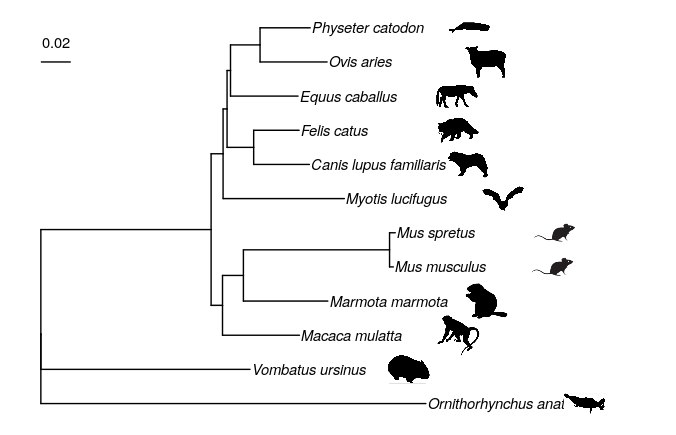 Physeter catodon
0.02
Ovis aries
Equus caballus
Felis catus
Canis lupus familiaris
Myotis lucifugus
Mus spretus
Mus musculus
Marmota marmota
Macaca mulatta
Vombatus ursinus
Ornithorhynchus anat